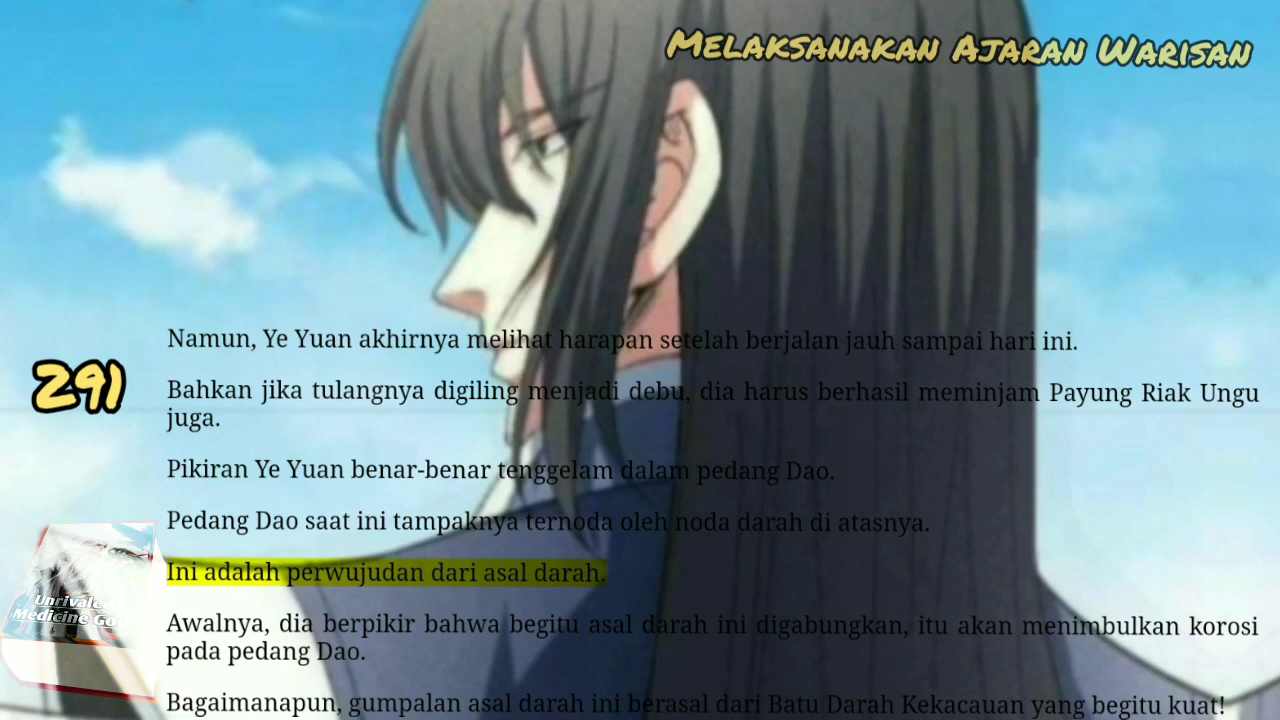 Melaksanakan Ajaran Warisan
291
Namun, Ye Yuan akhirnya melihat harapan setelah berjalan jauh sampai hari ini.
Bahkan jika tulangnya digiling menjadi debu, dia harus berhasil meminjam Payung Riak Ungu
juga.
Pikiran Ye Yuan benar-benar tenggelam dalam pedang Dao.
Pedang Dao saat ini tampaknya ternoda oleh noda darah di atasnya.
Ini adalah perwujudan dari asal darah.
Awalnya, dia berpikir bahwa begitu asal darah ini digabungkan, itu akan menimbulkan korosi
pada pedang Dao.
Bagaimanapun, gumpalan asal darah ini berasal dari Batu Darah Kekacauan yang begitu kuat!
Medicine